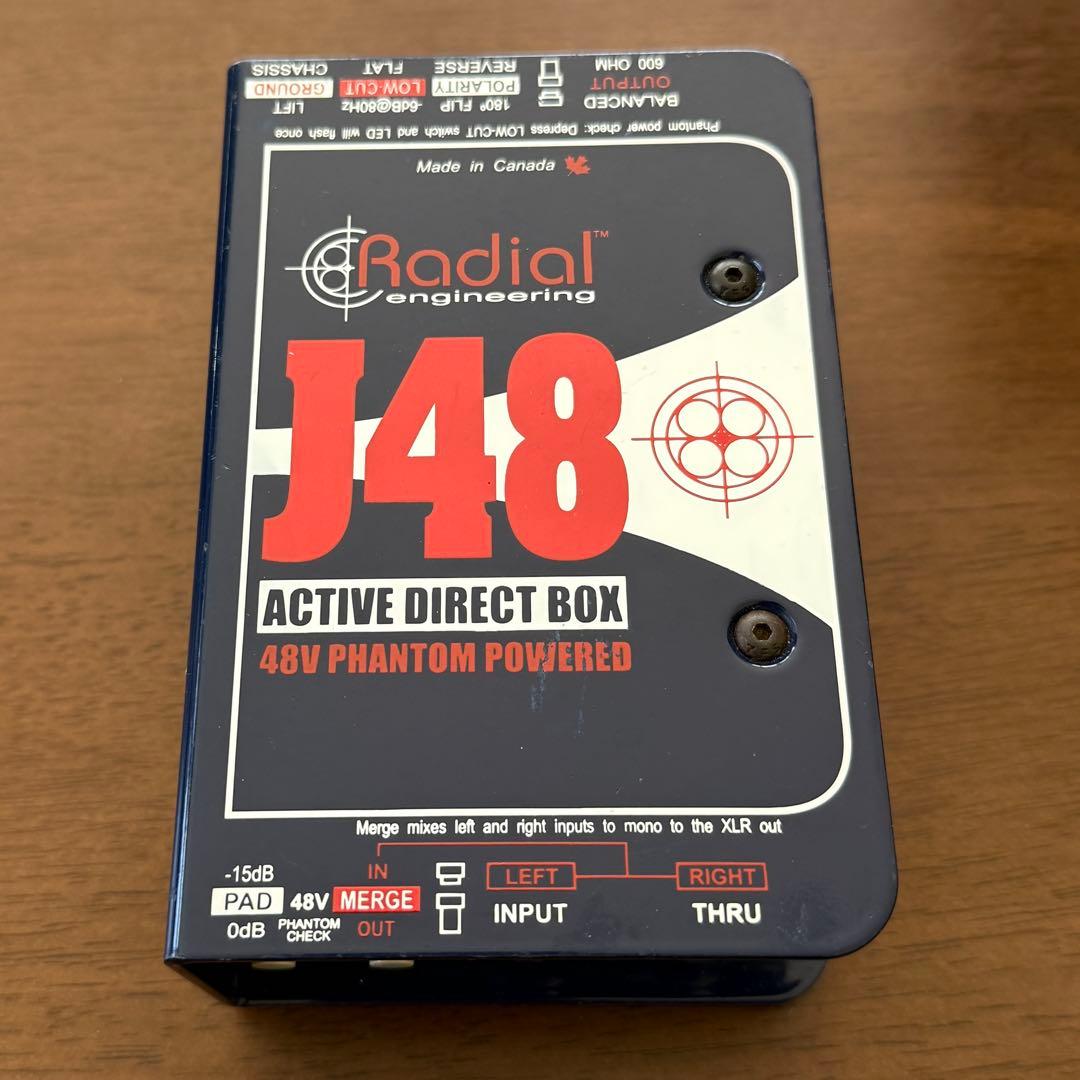 CHASSIS FLAT REVERSE 600 OHM
GROUND LOW-CUT POLARITY OUTPUT
LIFT -6dB@80Hz 180° FLIP BALANCED
Phantom power check: Depress LOW-CUT switch and LED will flash once
Made in Canada
Radial™
engineering
J48
ACTIVE DIRECT BOX
48V PHANTOM POWERED
Merge mixes left and right inputs to mono to the XLR out
-15dB IN
PAD 48V MERGE LEFT RIGHT
0dB PHANTOM CHECK OUT INPUT THRU